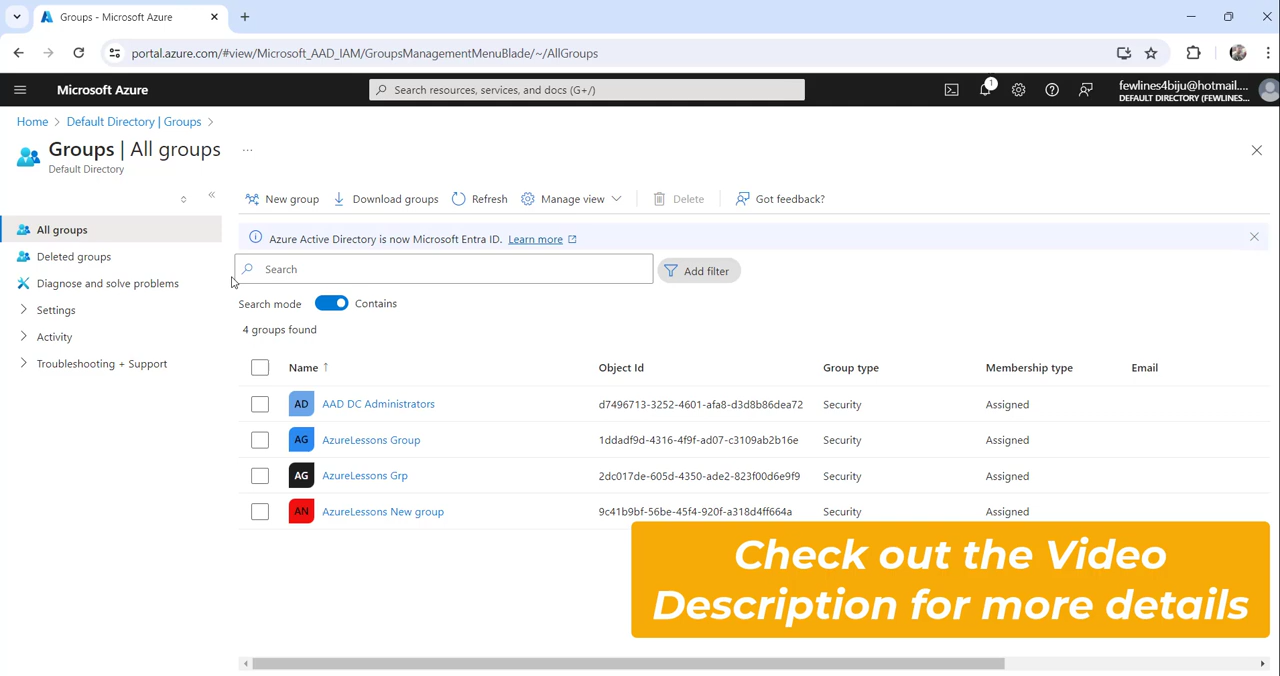 Groups - Microsoft Azure
portal.azure.com/#view/Microsoft_AAD_IAM/GroupsManagementMenuBlade/~/AllGroups
Microsoft Azure
Search resources, services, and docs (G+/)
1
fewlines4biju@hotmail....
DEFAULT DIRECTORY (FEWLINES...
Home > Default Directory | Groups >
Groups | All groups ...
Default Directory
New group
Download groups
Refresh
Manage view
Delete
Got feedback?
All groups
Deleted groups
Diagnose and solve problems
Settings
Activity
Troubleshooting + Support
Azure Active Directory is now Microsoft Entra ID. Learn more
Search
Add filter
Search mode Contains
4 groups found
Name ↑ Object Id Group type Membership type Email
AD AAD DC Administrators d7496713-3252-4601-afa8-d3d8b86dea72 Security Assigned
AG AzureLessons Group 1ddadf9d-4316-4f9f-ad07-c3109ab2b16e Security Assigned
AG AzureLessons Grp 2dc017de-605d-4350-ade2-823f00d6e9f9 Security Assigned
AN AzureLessons New group 9c41b9bf-56be-45f4-920f-a318d4ff664a Security Assigned
Check out the Video
Description for more details